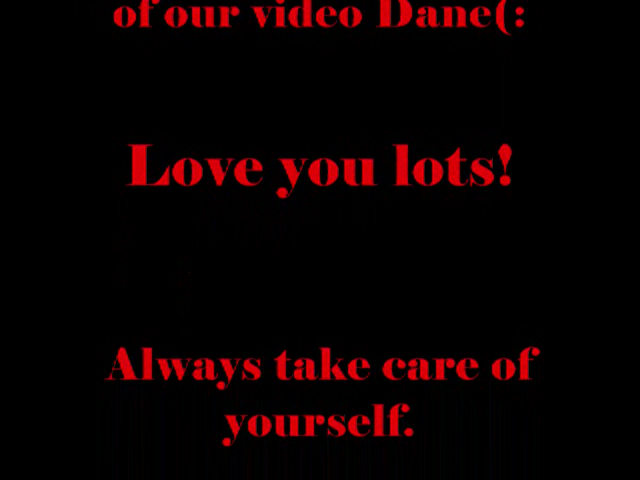 of our video Dane(:
Love you lots!
Always take care of
yourself.